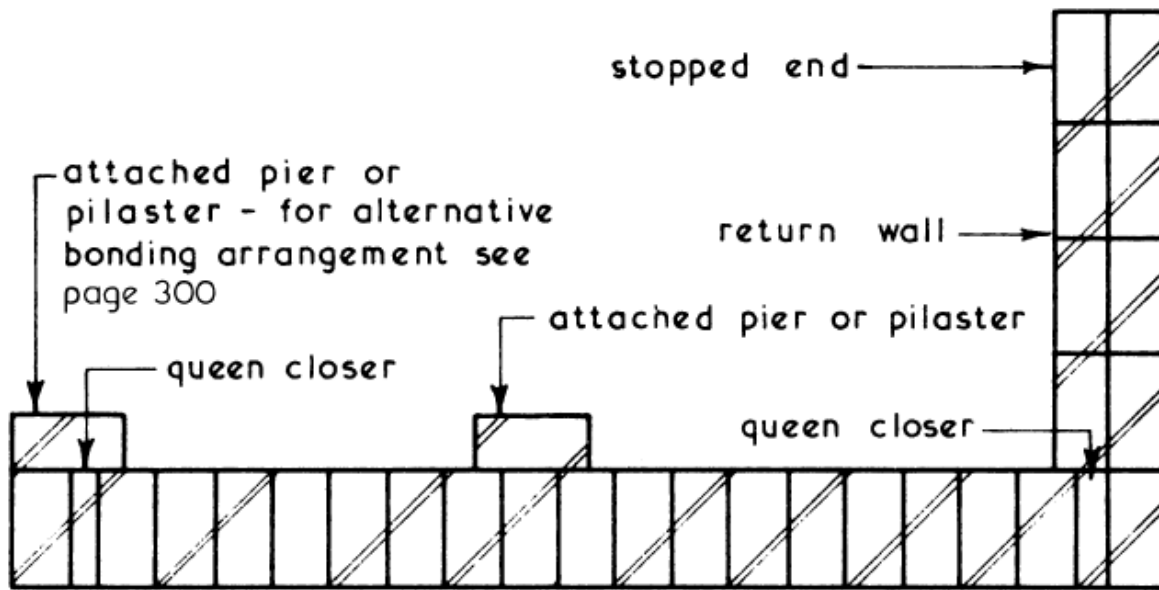 stopped end
attached pier or
pilaster - for alternative
bonding arrangement see
page 300
return wall
attached pier or pilaster
queen closer
queen closer